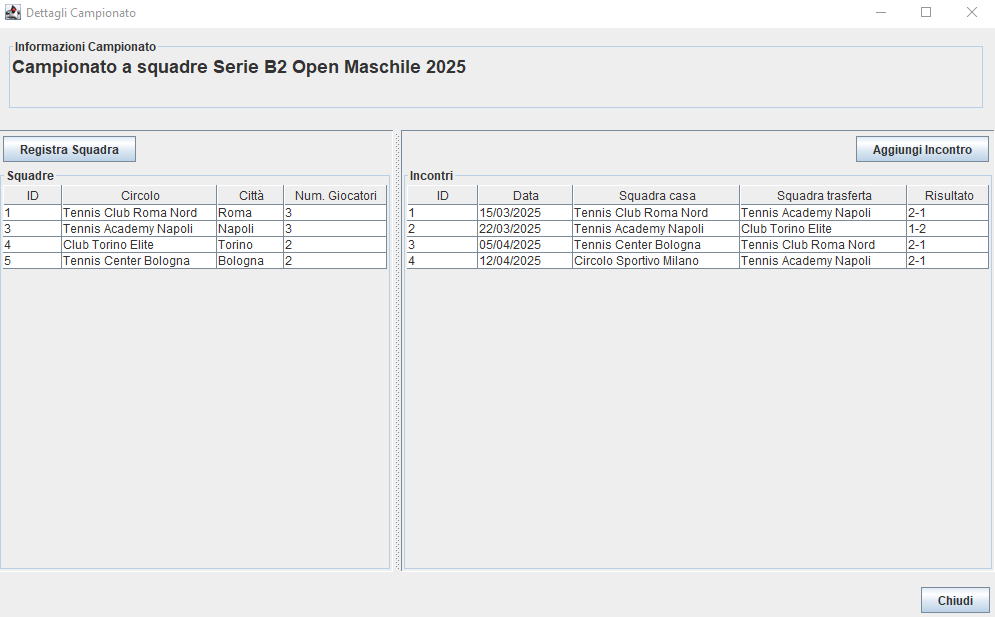 Dettagli Campionato
Informazioni Campionato
Campionato a squadre Serie B2 Open Maschile 2025
Registra Squadra
Squadre
ID Circolo Città Num. Giocatori
1 Tennis Club Roma Nord Roma 3
3 Tennis Academy Napoli Napoli 3
4 Club Torino Elite Torino 2
5 Tennis Center Bologna Bologna 2
Aggiungi Incontro
Incontri
ID Data Squadra casa Squadra trasferta Risultato
1 15/03/2025 Tennis Club Roma Nord Tennis Academy Napoli 2-1
2 22/03/2025 Tennis Academy Napoli Club Torino Elite 1-2
3 05/04/2025 Tennis Center Bologna Tennis Club Roma Nord 2-1
4 12/04/2025 Circolo Sportivo Milano Tennis Academy Napoli 2-1
Chiudi